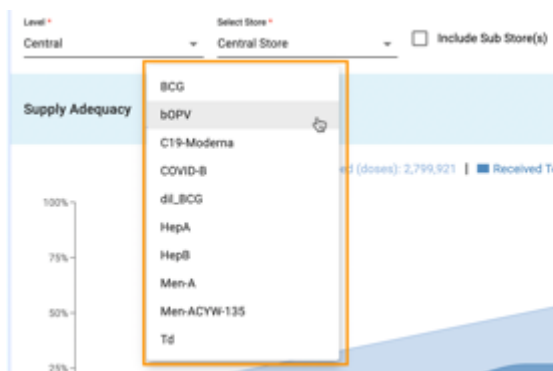 Level * Select Store *
Central Central Store Include Sub Store(s)
BCG
Supply Adequacy bOPV
C19-Moderna
COVID-B
ed (doses): 2,799,921 | Received T
dil_BCG
100%
HepA
HepB
75%
Men-A
Men-ACYW-135
50%
Td
25%